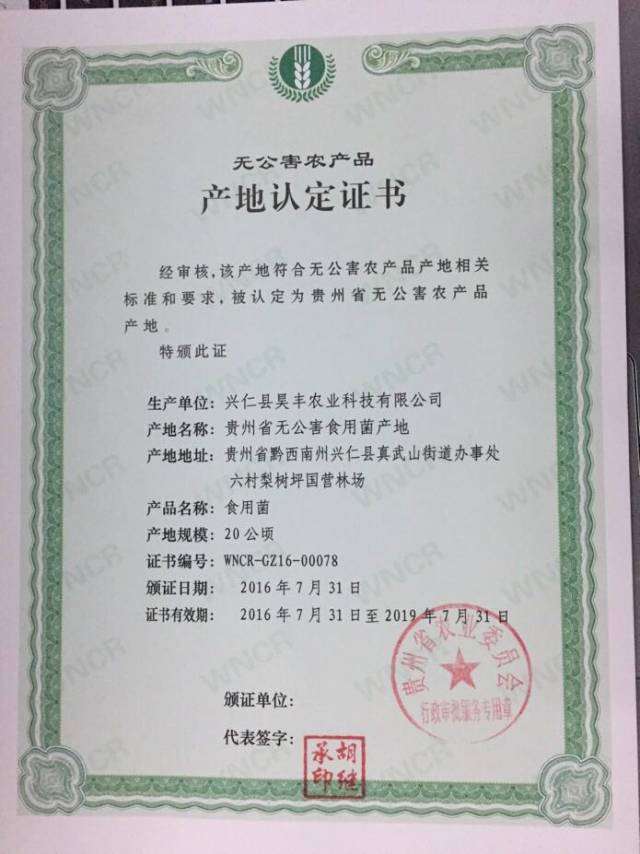 无公害农产品
产地认定证书
经审核,该产地符合无公害农产品产地相关
标准和要求,被认定为贵州省无公害农产品
产地。
特颁此证
生产单位: 兴仁县昊丰农业科技有限公司
产地名称: 贵州省无公害食用菌产地
产地地址: 贵州省黔西南州兴仁县真武山街道办事处
六村梨树坪国营林场
产品名称: 食用菌
产地规模: 20公顷
证书编号: WNCR-GZ16-00078
颁证日期: 2016年7月31日
证书有效期: 2016年7月31日至2019年7月31日
贵州省农业委员会
行政审批服务专用章
颁证单位:
代表签字:
胡继
承印
WNCR
WNCR
WNCR
WNCR
WNCR
WNCR
WNCR
WNCR
WNCR
WNCR